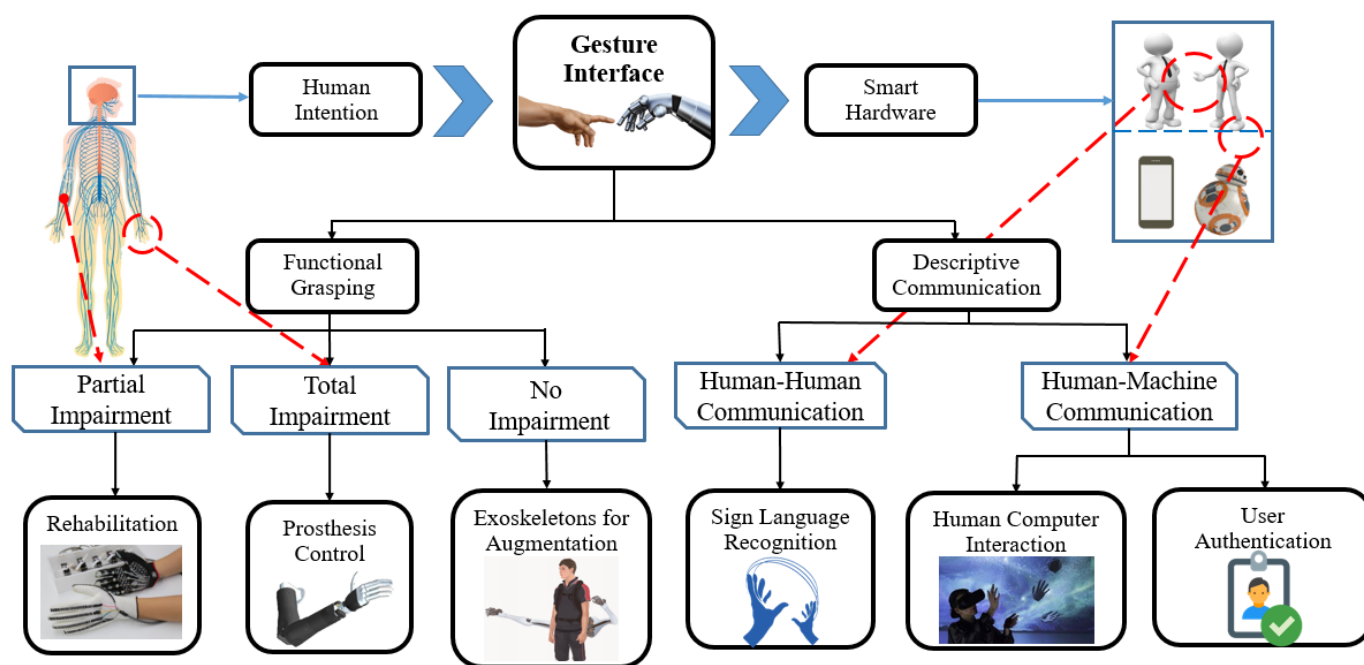 Gesture
Interface
Human
Intention
Smart
Hardware
Functional
Grasping
Descriptive
Communication
Partial
Impairment
Total
Impairment
No
Impairment
Human-Human
Communication
Human-Machine
Communication
Rehabilitation
Prosthesis
Control
Exoskeletons for
Augmentation
Sign Language
Recognition
Human Computer
Interaction
User
Authentication